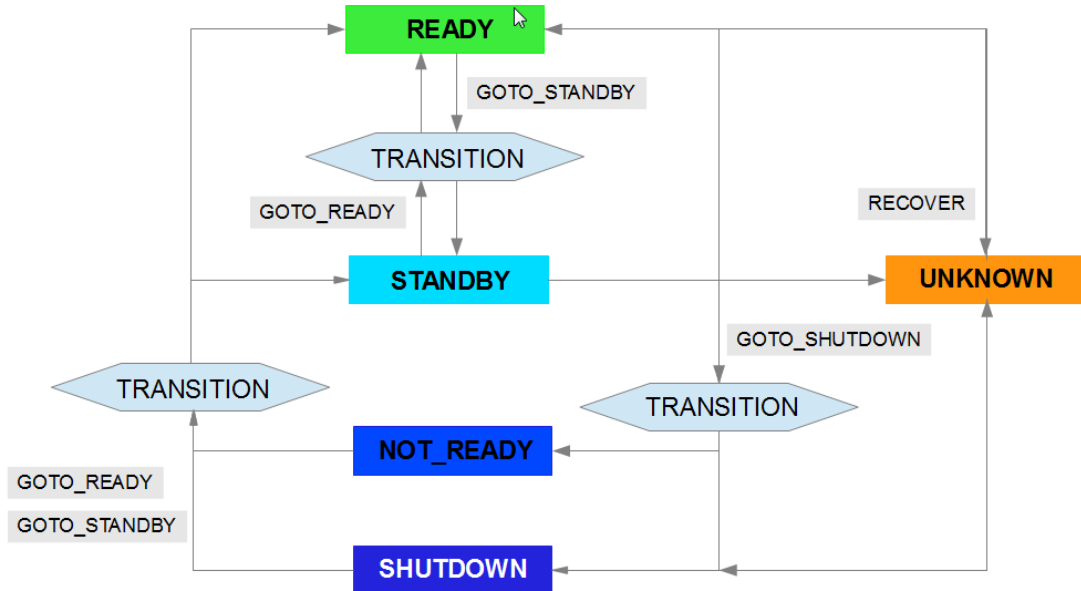 READY
GOTO_STANDBY
TRANSITION
GOTO_READY
RECOVER
STANDBY
UNKNOWN
GOTO_SHUTDOWN
TRANSITION
TRANSITION
NOT_READY
GOTO_READY
GOTO_STANDBY
SHUTDOWN